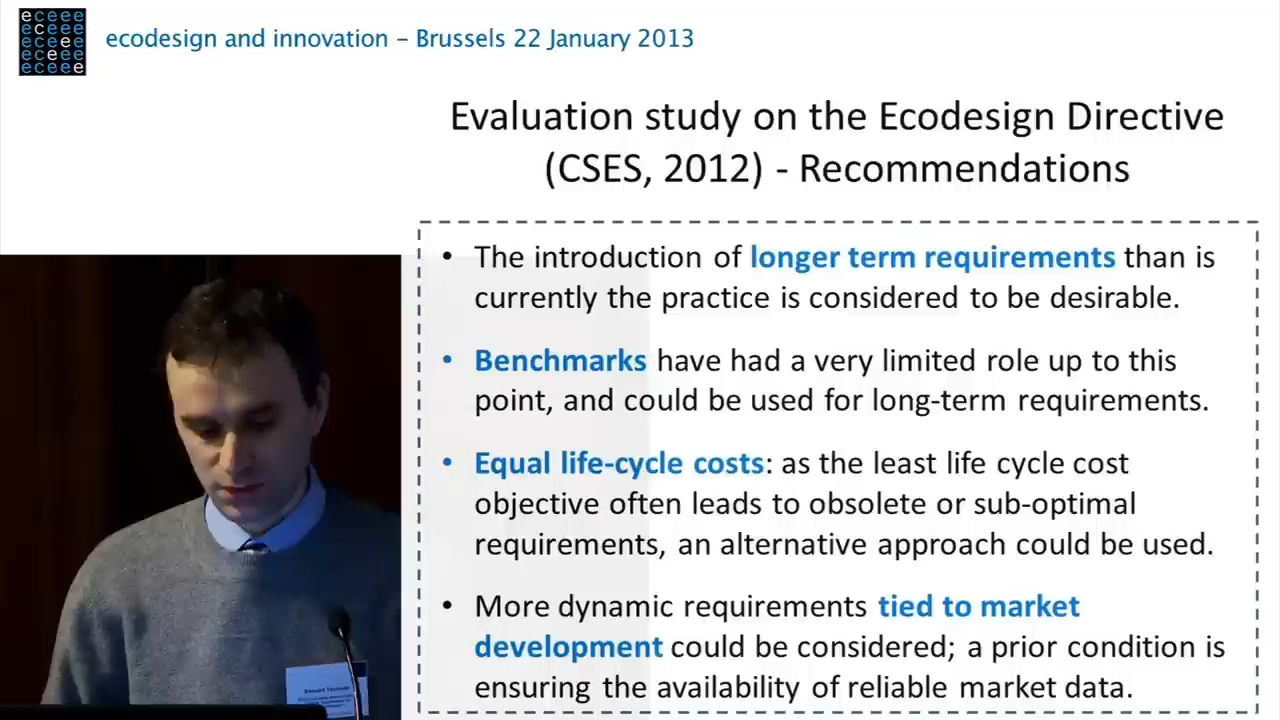 eceee
eceee
eceee
eceee
eceee
ecodesign and innovation – Brussels 22 January 2013
Evaluation study on the Ecodesign Directive
(CSES, 2012) - Recommendations
• The introduction of longer term requirements than is
currently the practice is considered to be desirable.
• Benchmarks have had a very limited role up to this
point, and could be used for long-term requirements.
• Equal life-cycle costs: as the least life cycle cost
objective often leads to obsolete or sub-optimal
requirements, an alternative approach could be used.
• More dynamic requirements tied to market
development could be considered; a prior condition is
ensuring the availability of reliable market data.